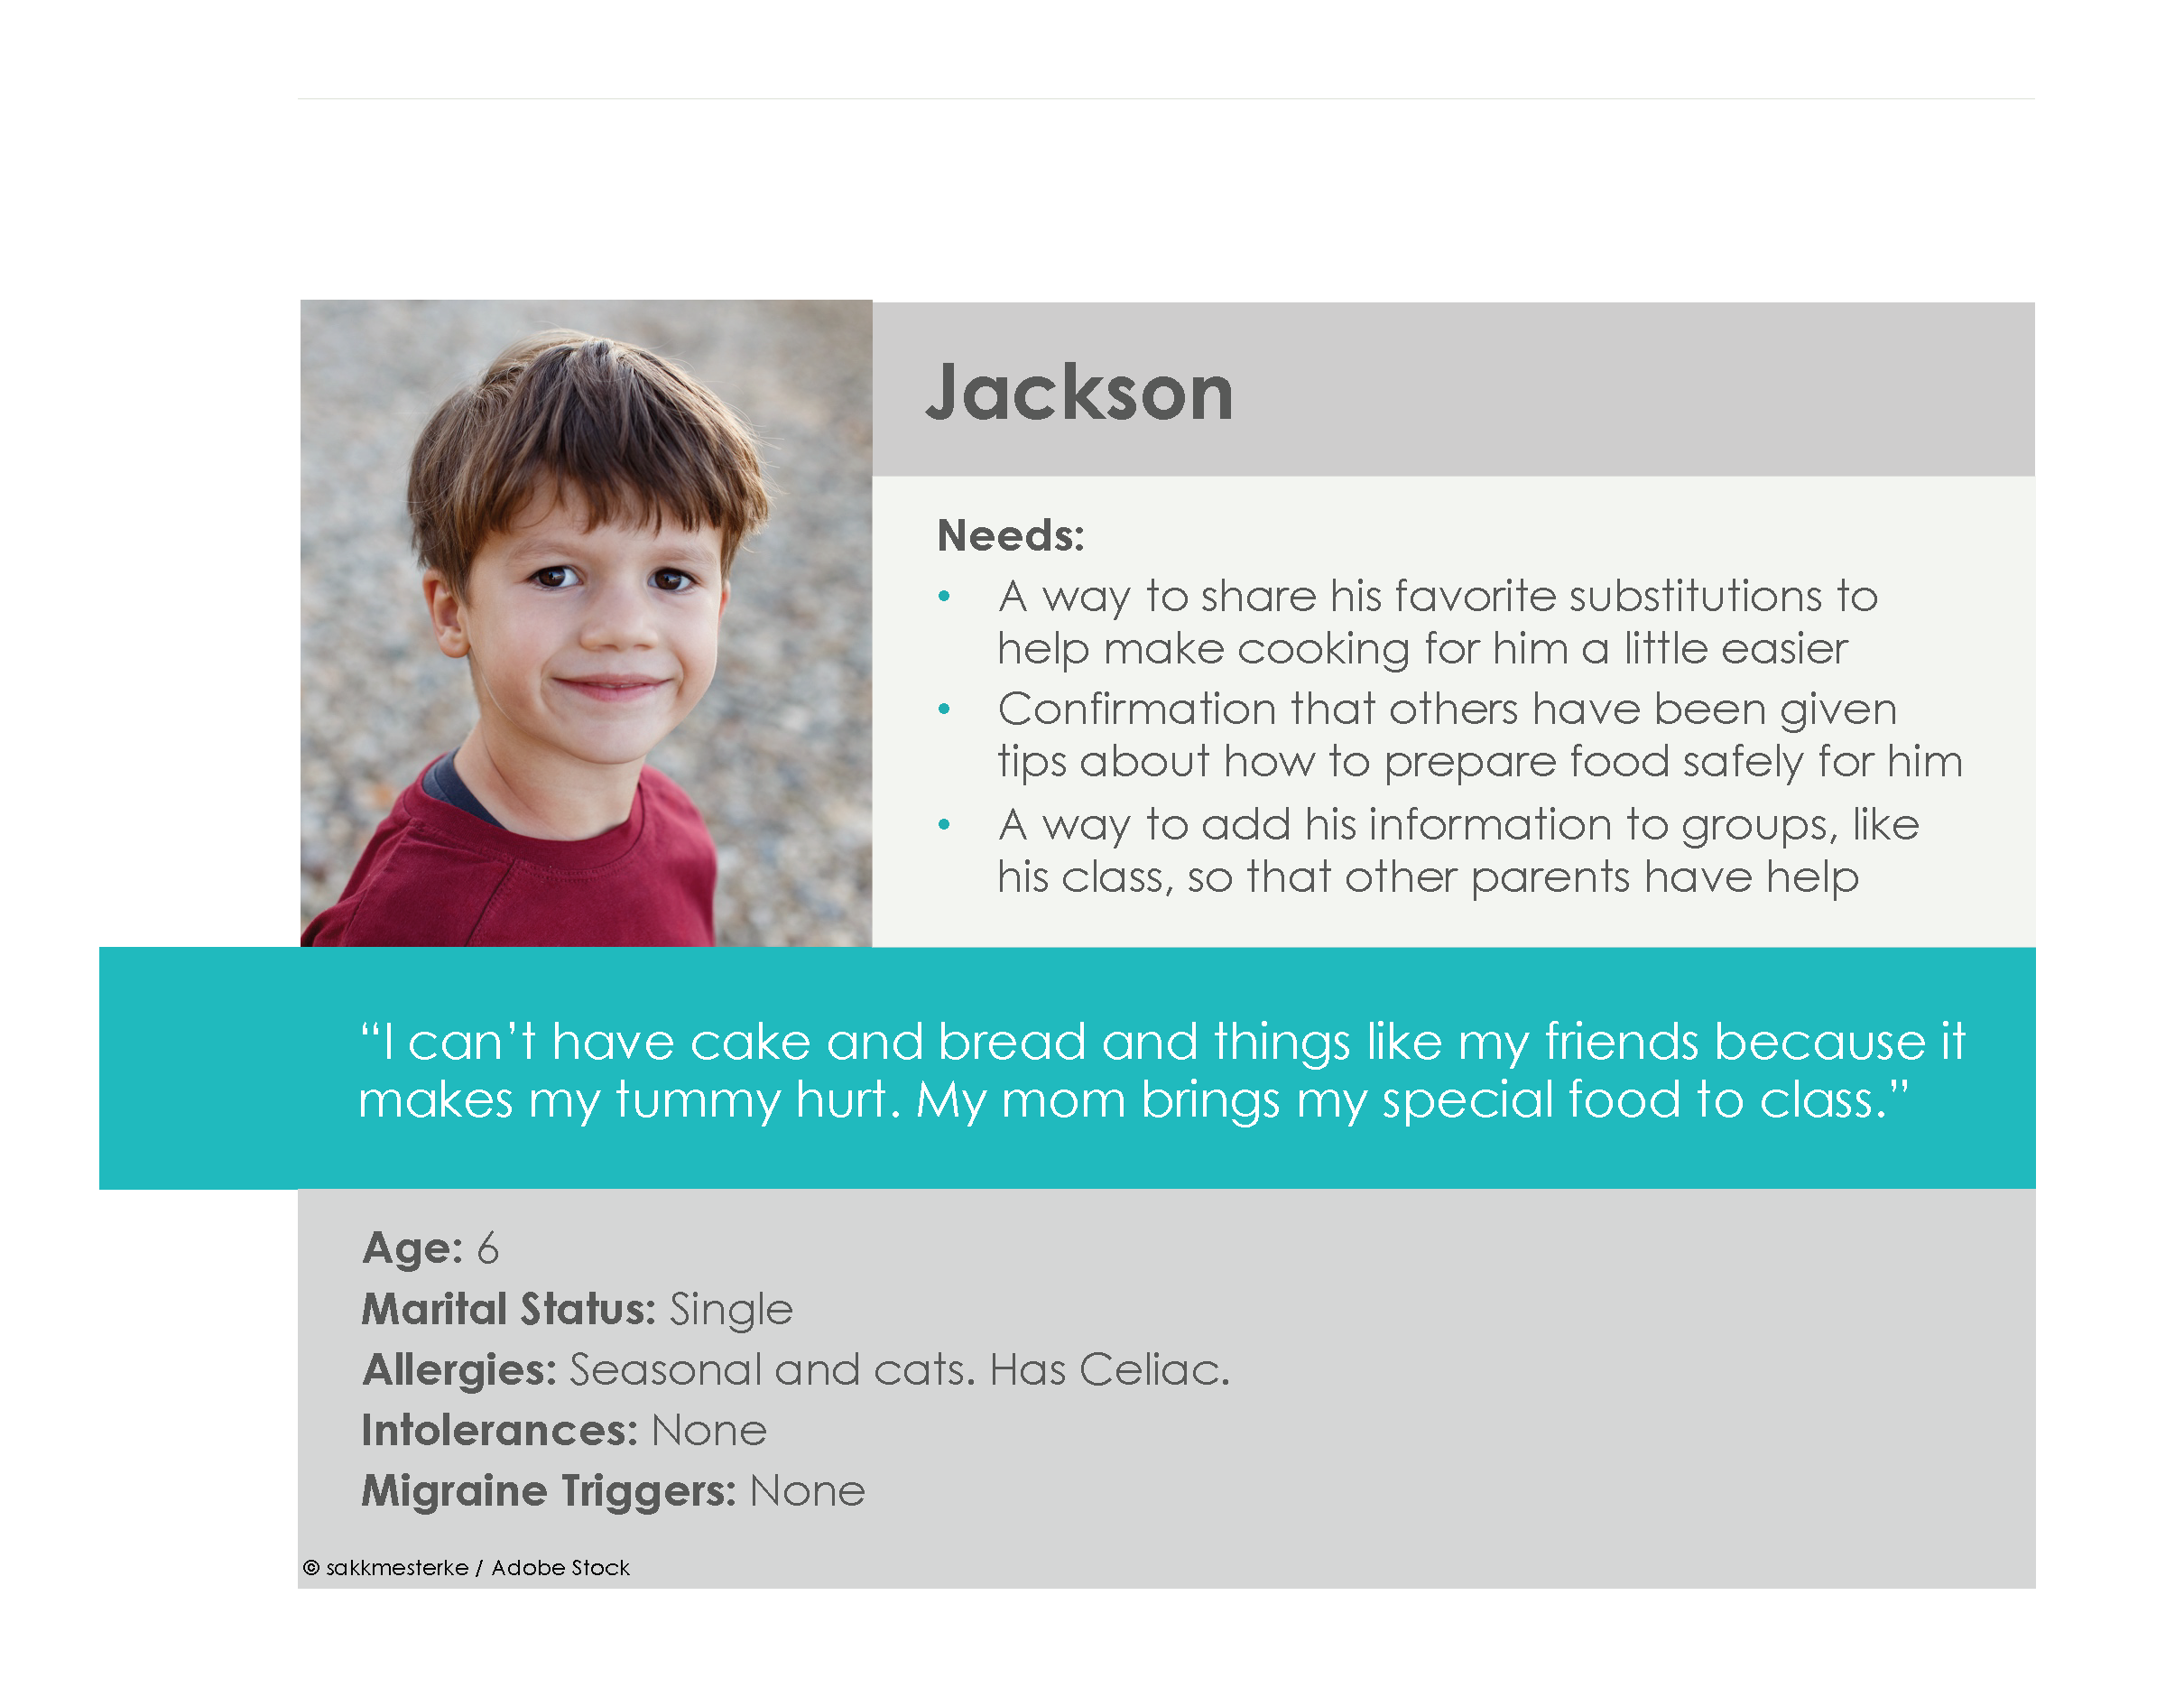 Jackson
Needs:
• A way to share his favorite substitutions to
help make cooking for him a little easier
• Confirmation that others have been given
tips about how to prepare food safely for him
• A way to add his information to groups, like
his class, so that other parents have help
“I can’t have cake and bread and things like my friends because it
makes my tummy hurt. My mom brings my special food to class.”
Age: 6
Marital Status: Single
Allergies: Seasonal and cats. Has Celiac.
Intolerances: None
Migraine Triggers: None
© sakkmesterke / Adobe Stock